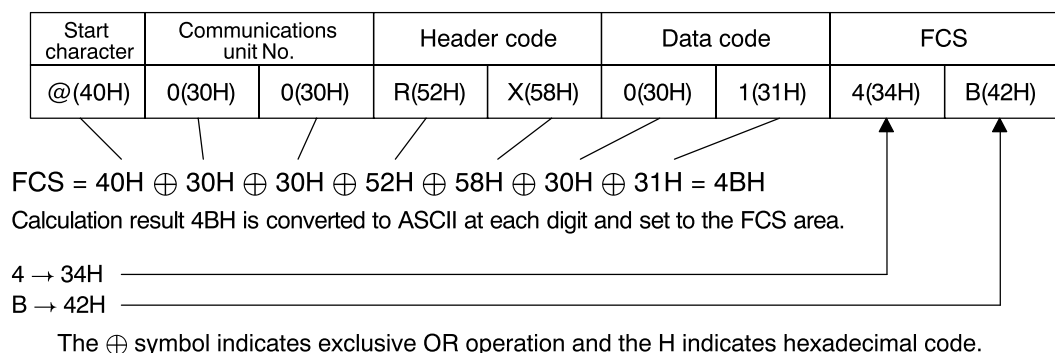 Start character Communications unit No. Header code Data code FCS
@(40H) 0(30H) 0(30H) R(52H) X(58H) 0(30H) 1(31H) 4(34H) B(42H)
FCS = 40H ⊕ 30H ⊕ 30H ⊕ 52H ⊕ 58H ⊕ 30H ⊕ 31H = 4BH
Calculation result 4BH is converted to ASCII at each digit and set to the FCS area.
4 → 34H
B → 42H
The ⊕ symbol indicates exclusive OR operation and the H indicates hexadecimal code.